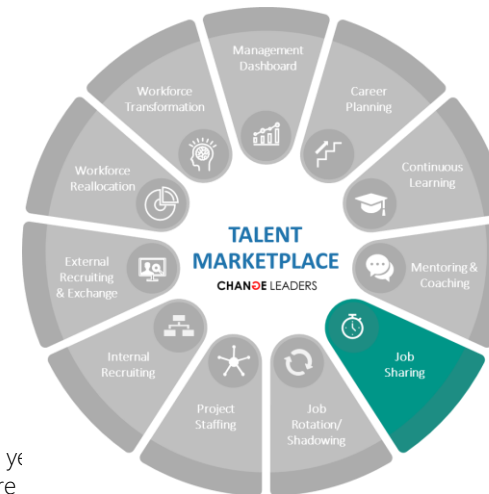 Management
Dashboard
Career
Planning
Continuous
Learning
Mentoring &
Coaching
Job
Sharing
Job
Rotation/
Shadowing
Project
Staffing
Internal
Recruiting
External
Recruiting
& Exchange
Workforce
Reallocation
Workforce
Transformation
TALENT
MARKETPLACE
CHANGE LEADERS